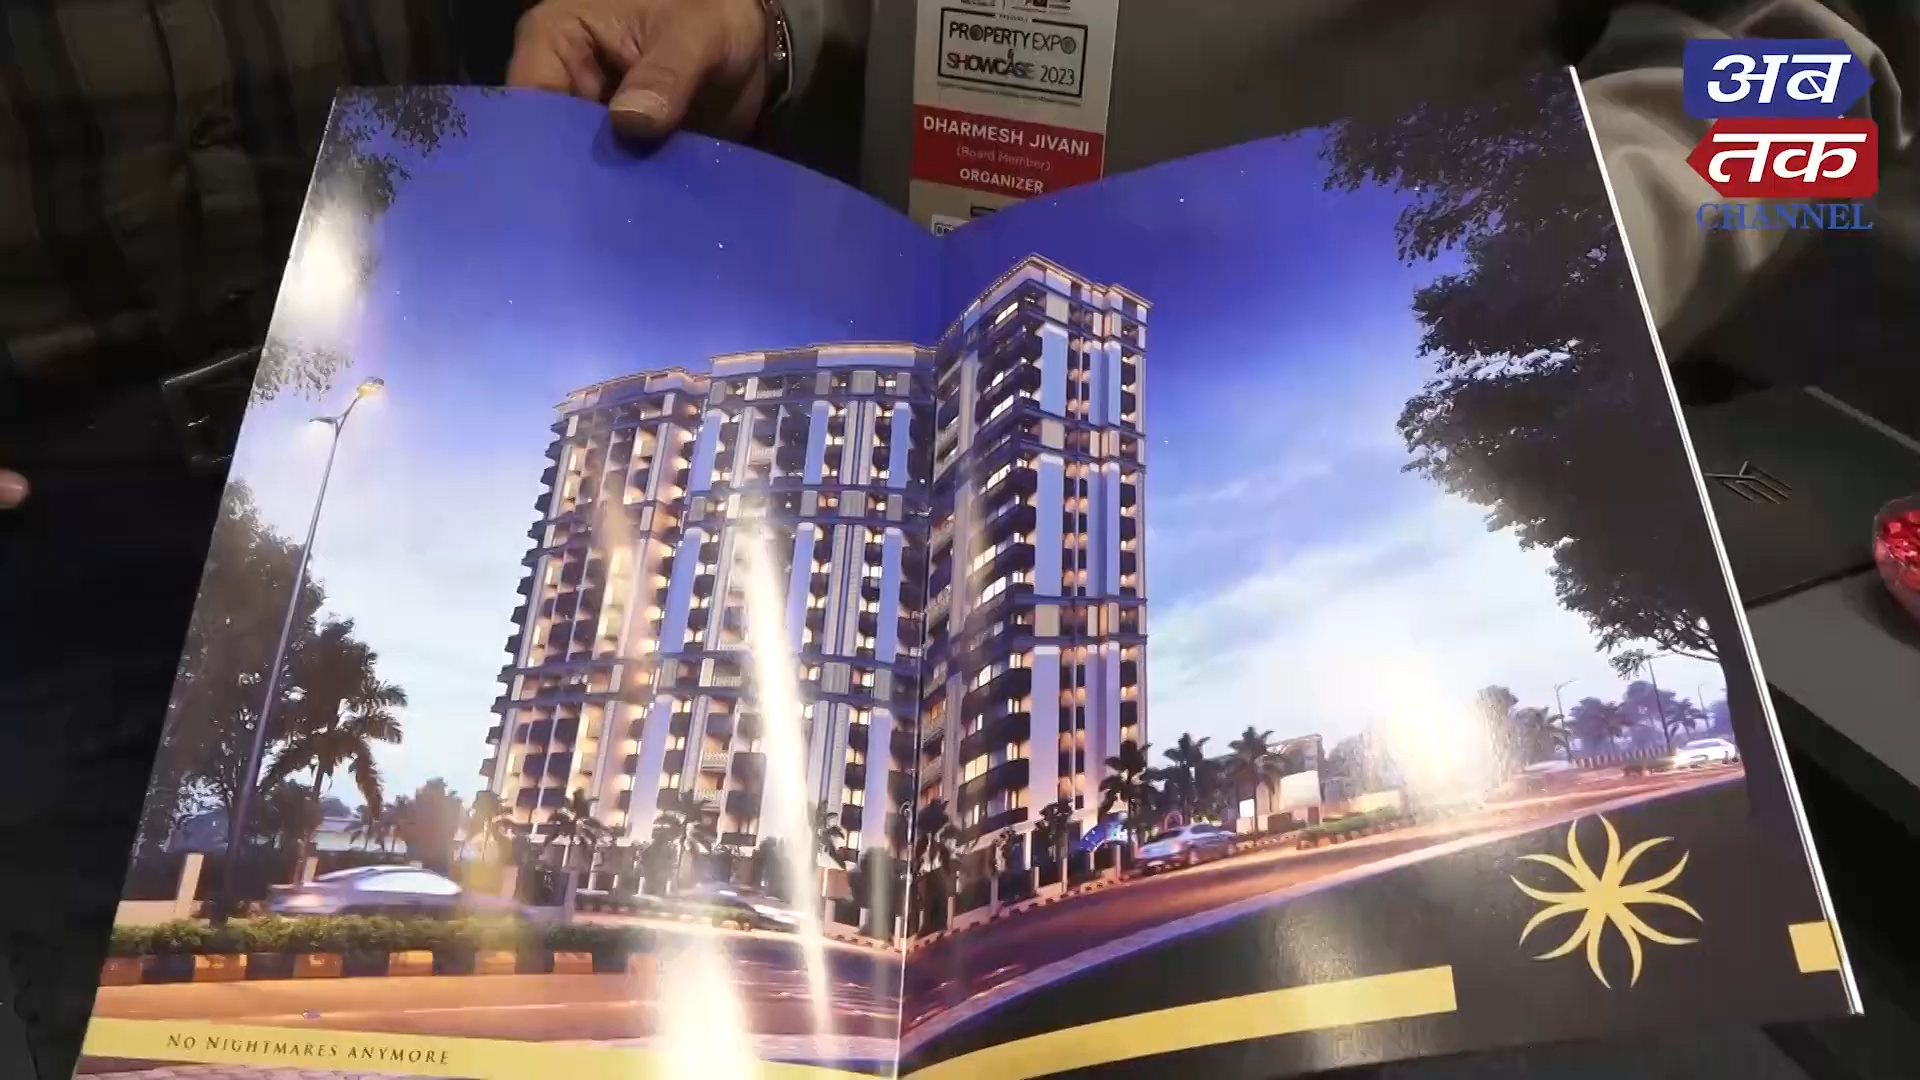 PROPERTY EXPO
&
SHOWCASE 2023
DHARMESH JIVANI
(Board Member)
ORGANIZER
अब
तक
CHANNEL
NO NIGHTMARES ANYMORE